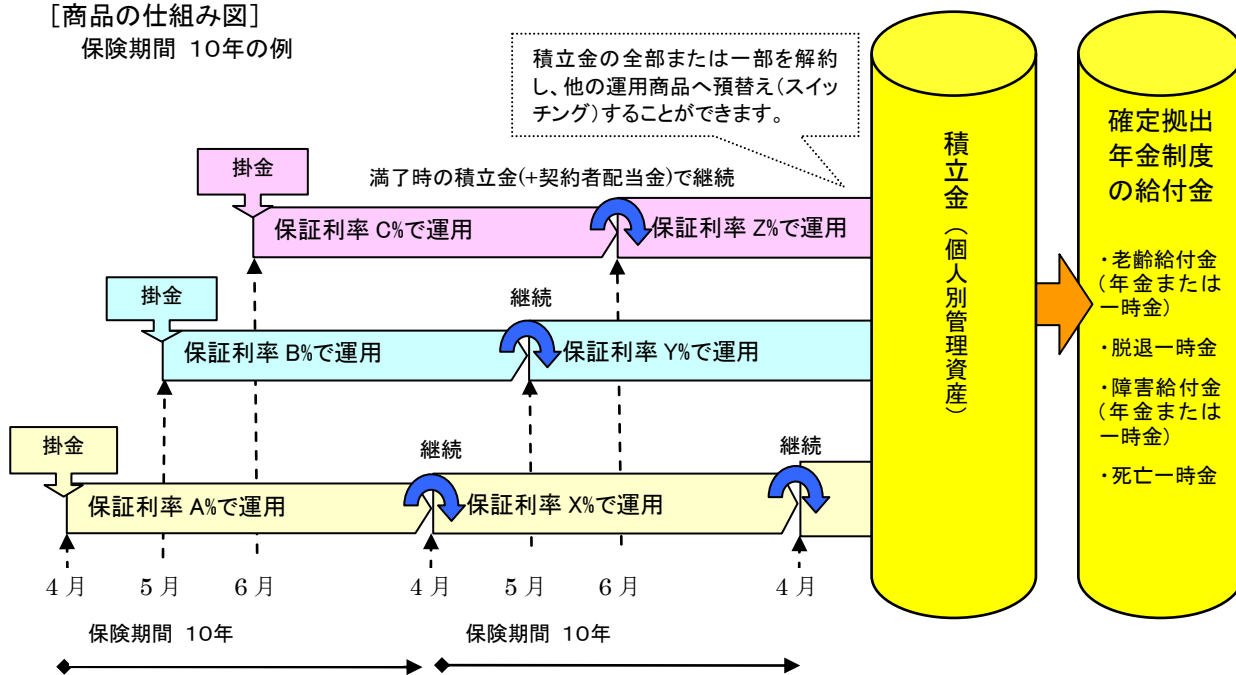 [商品の仕組み図]
保険期間 10年の例
積立金の全部または一部を解約
し、他の運用商品へ預替え(スイッ
チング)することができます。
掛金
満了時の積立金(+契約者配当金)で継続
保証利率 C%で運用
保証利率 Z%で運用
掛金
継続
保証利率 B%で運用
保証利率 Y%で運用
掛金
継続
継続
保証利率 A%で運用
保証利率 X%で運用
4月
5月
6月
4月
5月
6月
4月
保険期間 10年
保険期間 10年
積立金(個人別管理資産)
確定拠出
年金制度
の給付金
・老齢給付金
(年金または
一時金)
・脱退一時金
・障害給付金
(年金または
一時金)
・死亡一時金